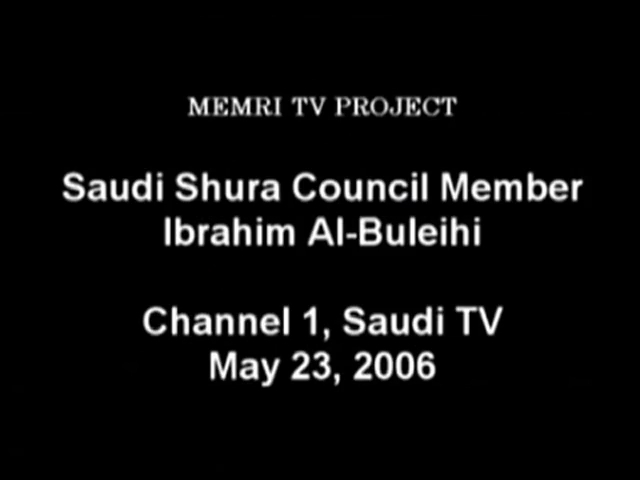 MEMRI TV PROJECT
Saudi Shura Council Member
Ibrahim Al-Buleihi
Channel 1, Saudi TV
May 23, 2006